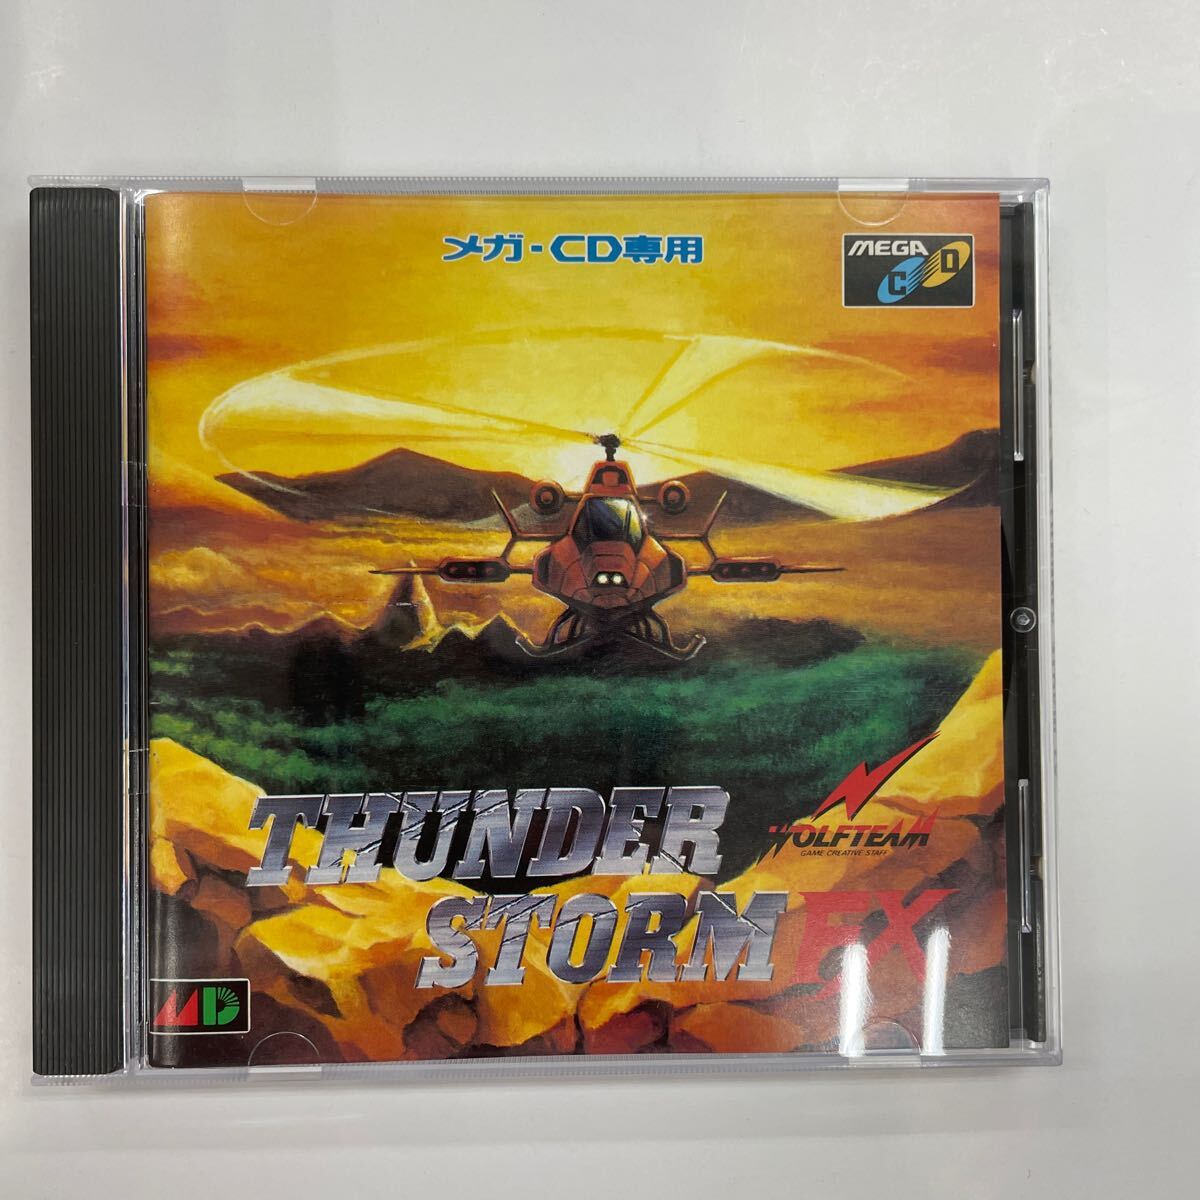 メガ-CD専用
MEGA
CD
THUNDER
STORM FX
WOLFTEAM
GAME CREATIVE STAFF
MD